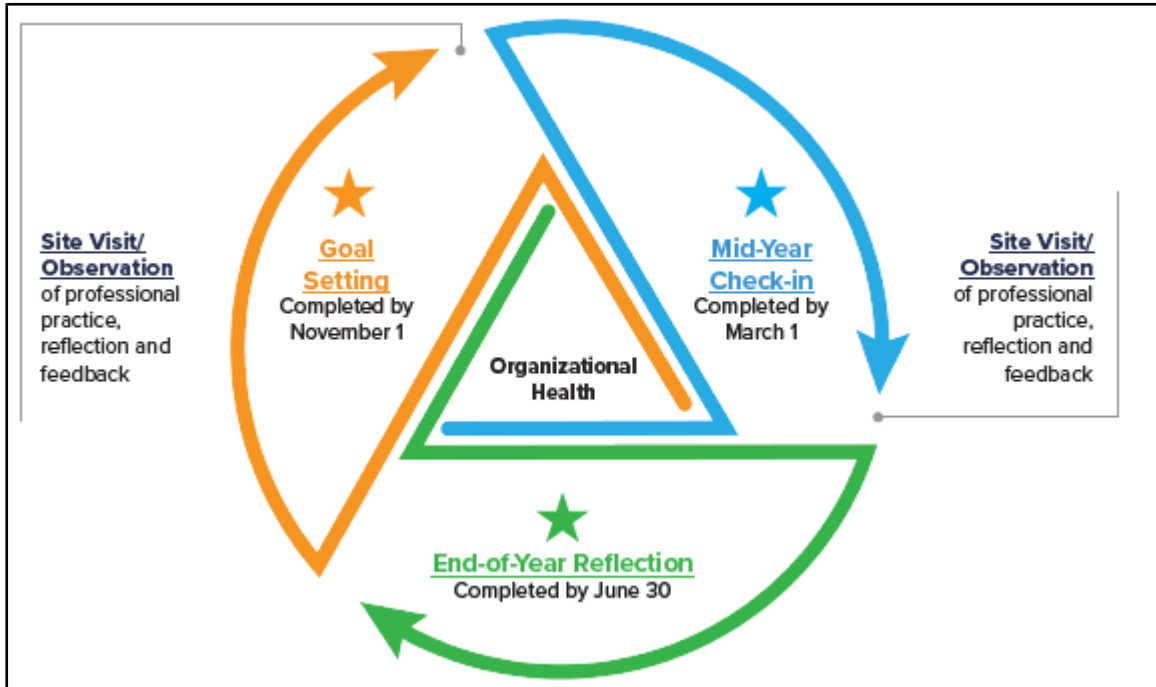 Site Visit/
Observation
of professional
practice,
reflection and
feedback
Goal
Setting
Completed by
November 1
Organizational
Health
Mid-Year
Check-in
Completed by
March 1
Site Visit/
Observation
of professional
practice,
reflection and
feedback
End-of-Year Reflection
Completed by June 30